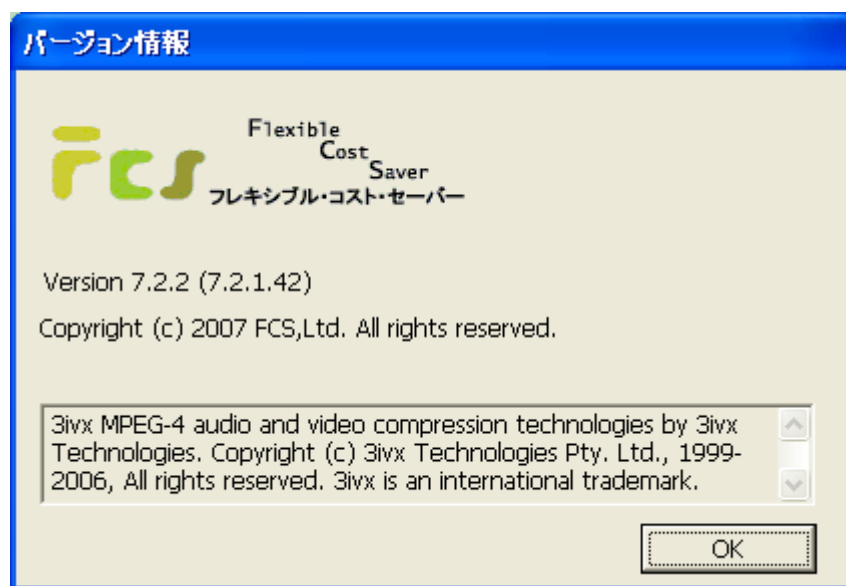 バージョン情報
FCS
Flexible
Cost
Saver
フレキシブル・コスト・セーバー
Version 7.2.2 (7.2.1.42)
Copyright (c) 2007 FCS,Ltd. All rights reserved.
3ivx MPEG-4 audio and video compression technologies by 3ivx
Technologies. Copyright (c) 3ivx Technologies Pty. Ltd., 1999-
2006, All rights reserved. 3ivx is an international trademark.
OK